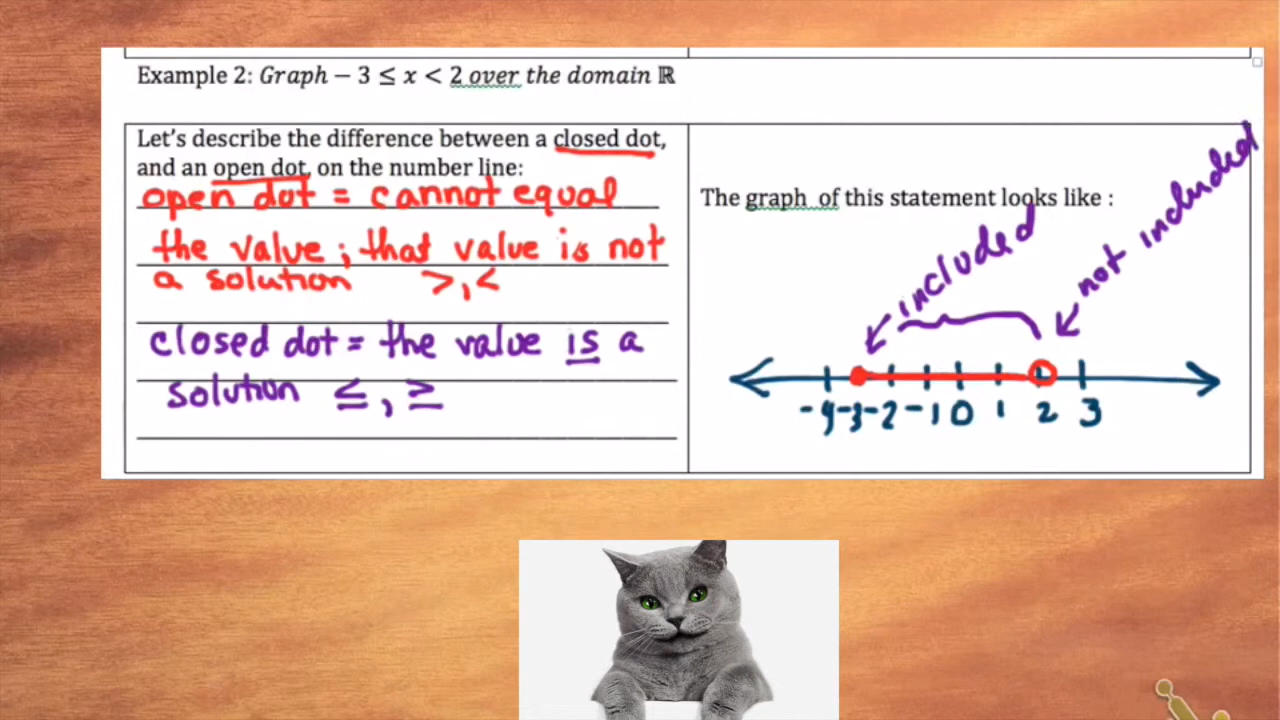 Example 2: Graph − 3 ≤ x < 2 over the domain ℝ
Let's describe the difference between a closed dot,
and an open dot, on the number line:
open dot = cannot equal
the value; that value is not
a solution >, <
closed dot = the value is a
solution ≤, ≥
The graph of this statement looks like :
included
not included
-4 -3 -2 -1 0 1 2 3